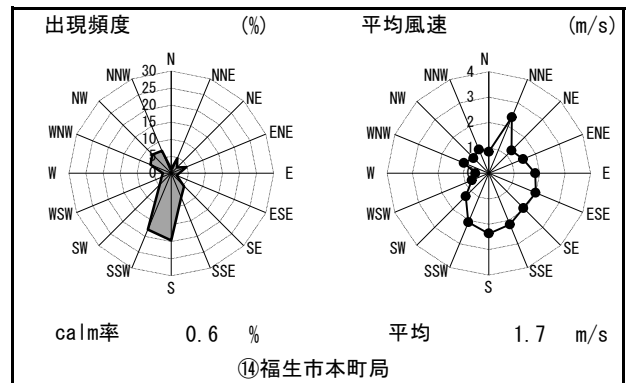 出現頻度 (%)
N
NNE
NE
ENE
E
ESE
SE
SSE
S
SSW
SW
WSW
W
WNW
NW
NNW
30
25
20
15
10
5
0
calm率 0.6 %
平均風速 (m/s)
N
NNE
NE
ENE
E
ESE
SE
SSE
S
SSW
SW
WSW
W
WNW
NW
NNW
4
3
2
1
0
平均 1.7 m/s
⑭福生市本町局